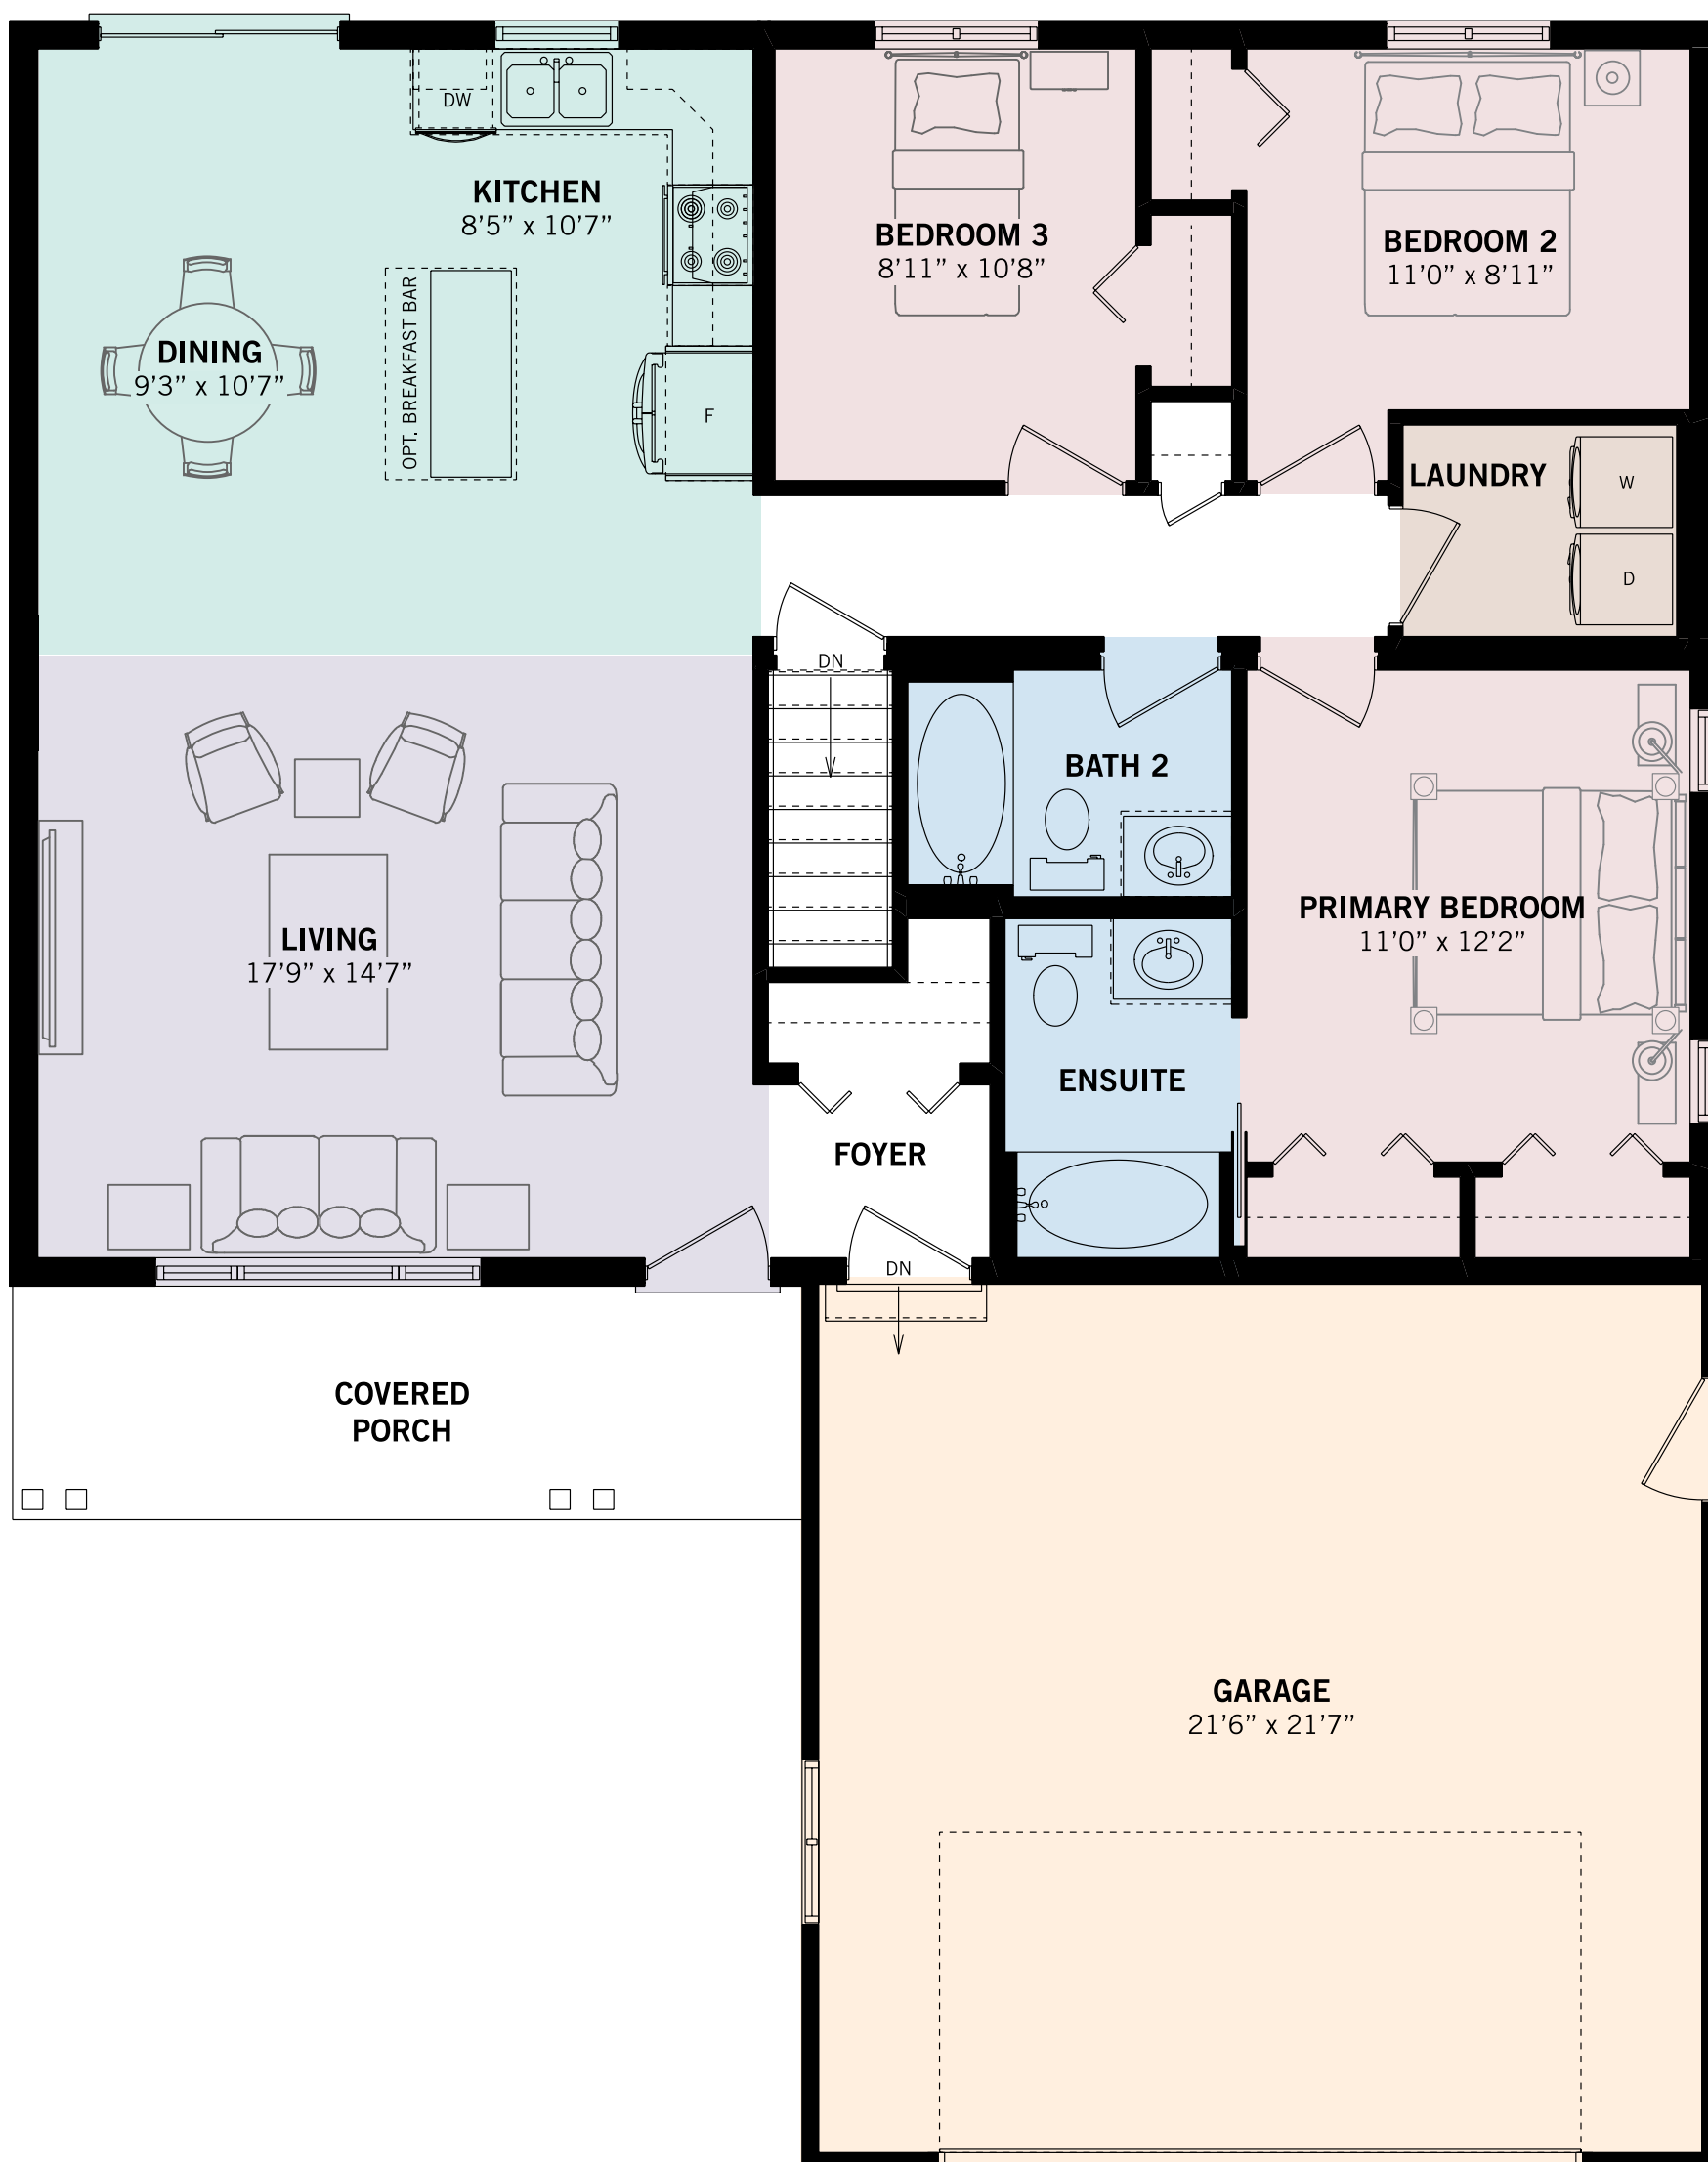 DW
KITCHEN
8’5” x 10’7”
BEDROOM 3
8’11” x 10’8”
BEDROOM 2
11’0” x 8’11”
DINING
9’3” x 10’7”
OPT. BREAKFAST BAR
F
LAUNDRY
W
D
DN
BATH 2
LIVING
17’9” x 14’7”
PRIMARY BEDROOM
11’0” x 12’2”
ENSUITE
FOYER
DN
COVERED
PORCH
GARAGE
21’6” x 21’7”